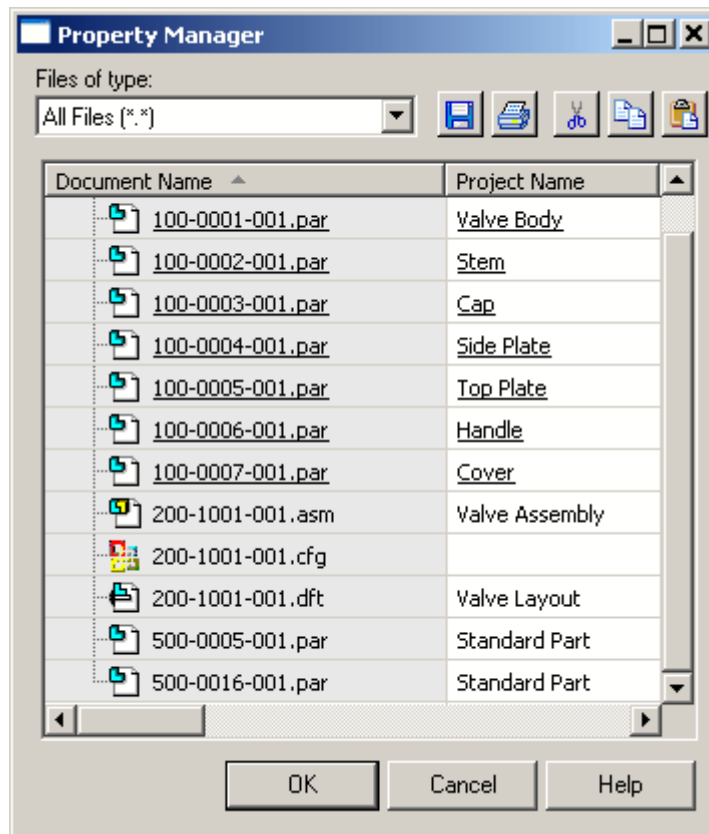 Property Manager
Files of type:
All Files (*.*)
Document Name Project Name
100-0001-001.par Valve Body
100-0002-001.par Stem
100-0003-001.par Cap
100-0004-001.par Side Plate
100-0005-001.par Top Plate
100-0006-001.par Handle
100-0007-001.par Cover
200-1001-001.asm Valve Assembly
200-1001-001.cfg
200-1001-001.dft Valve Layout
500-0005-001.par Standard Part
500-0016-001.par Standard Part
OK Cancel Help